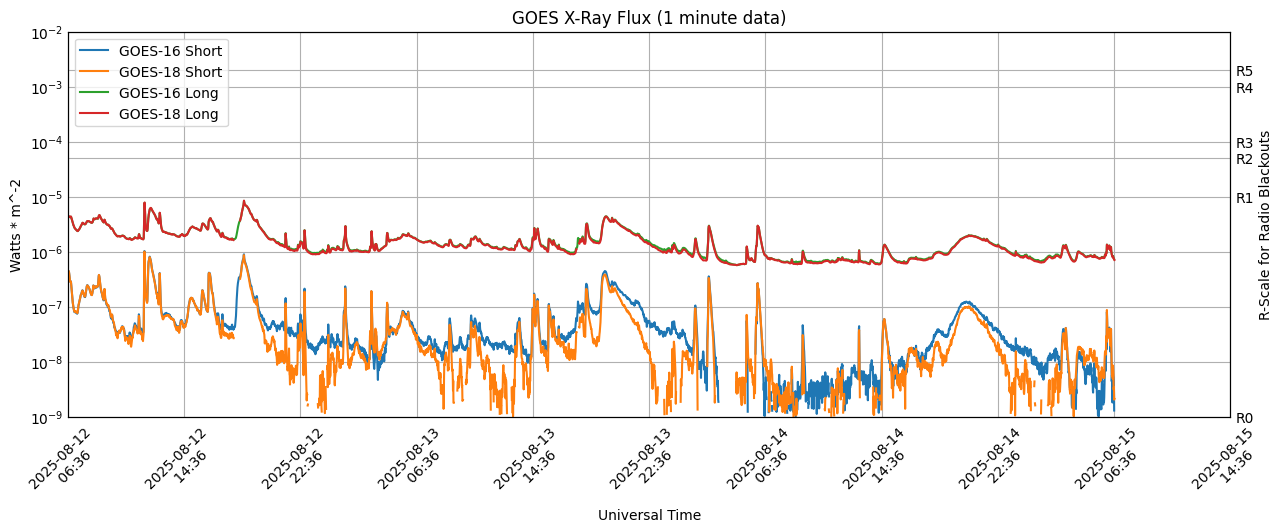 GOES X-Ray Flux (1 minute data)
GOES-16 Short
GOES-18 Short
GOES-16 Long
GOES-18 Long
Watts * m^-2
10^-2
10^-3
10^-4
10^-5
10^-6
10^-7
10^-8
10^-9
R5
R4
R3
R2
R1
R0
R-Scale for Radio Blackouts
2025-08-12
06:36
2025-08-12
14:36
2025-08-12
22:36
2025-08-13
06:36
2025-08-13
14:36
2025-08-13
22:36
2025-08-14
06:36
2025-08-14
14:36
2025-08-14
22:36
2025-08-15
06:36
2025-08-15
14:36
Universal Time